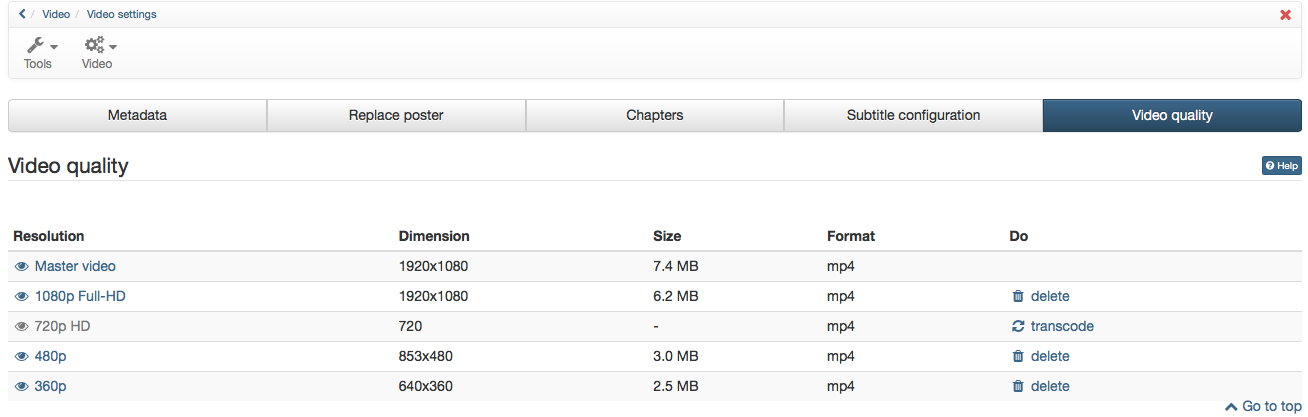 / Video / Video settings
Tools Video
Metadata Replace poster Chapters Subtitle configuration Video quality
Video quality Help
Resolution Dimension Size Format Do
Master video 1920x1080 7.4 MB mp4
1080p Full-HD 1920x1080 6.2 MB mp4 delete
720p HD 720 - mp4 transcode
480p 853x480 3.0 MB mp4 delete
360p 640x360 2.5 MB mp4 delete
Go to top